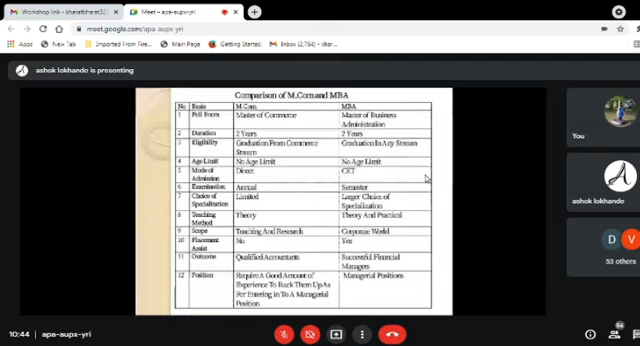 Workshop link - kharatbharat32
Meet - apa-aupx-yri
meet.google.com/apa-aupx-yri
Apps New Tab Imported From Fire... Main Page Getting Started Inbox (2,784) - khar...
ashok lokhande is presenting
Comparison of M.Com and MBA
No Basis M-Com MBA
1 Full Form Master of Commerce Master of Business
Administration
2 Duration 2 Years 2 Years
3 Eligibility Graduation From Commerce Graduation In Any Stream
Stream
4 Age Limit No Age Limit No Age Limit
5 Mode of Direct CET
Admission
6 Examination Annual Semester
7 Choice of Limited Larger Choice of
Specialization Specialization
8 Teaching Theory Theory And Practical
Method
9 Scope Teaching And Research Corporate World
10 Placement No Yes
Assist
11 Outcome Qualified Accountants Successful Financial
Managers
12 Position Require A Good Amount of Managerial Positions
Experience To Back Them Up As
For Entering In To A Managerial
Position
You
ashok lokhande
D V
53 others
10:44 apa-aupx-yri
56